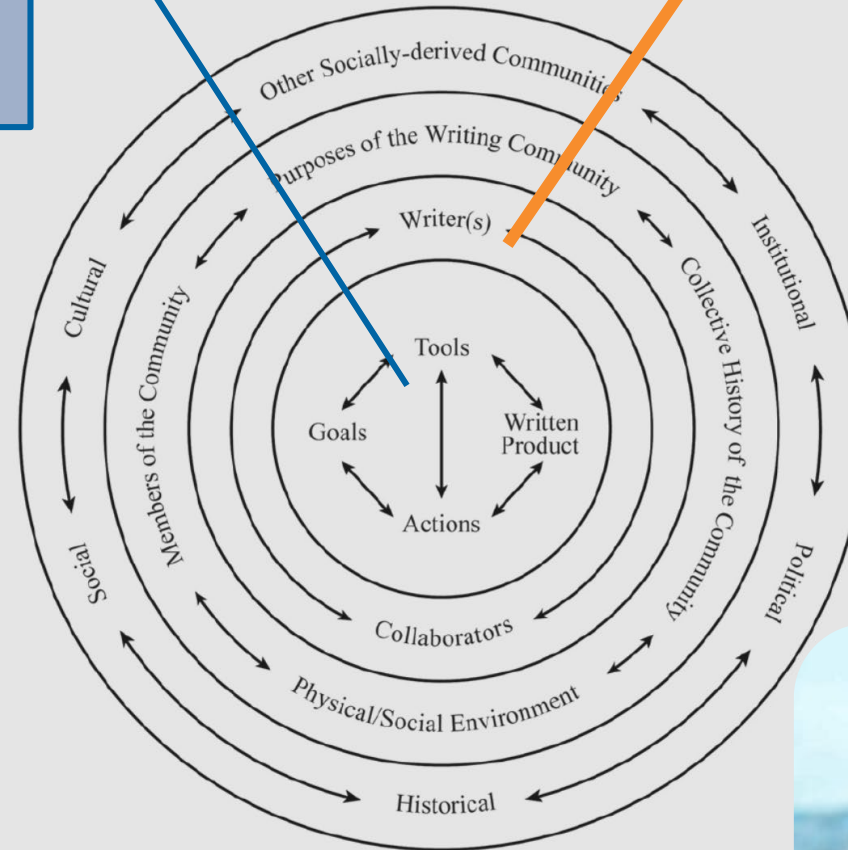 Other Socially-derived Communities
Purposes of the Writing Community
Writer(s)
Cultural
Institutional
Members of the Community
Collective History of the Community
Tools
Goals
Written
Product
Actions
Social
Political
Collaborators
Physical/Social Environment
Historical